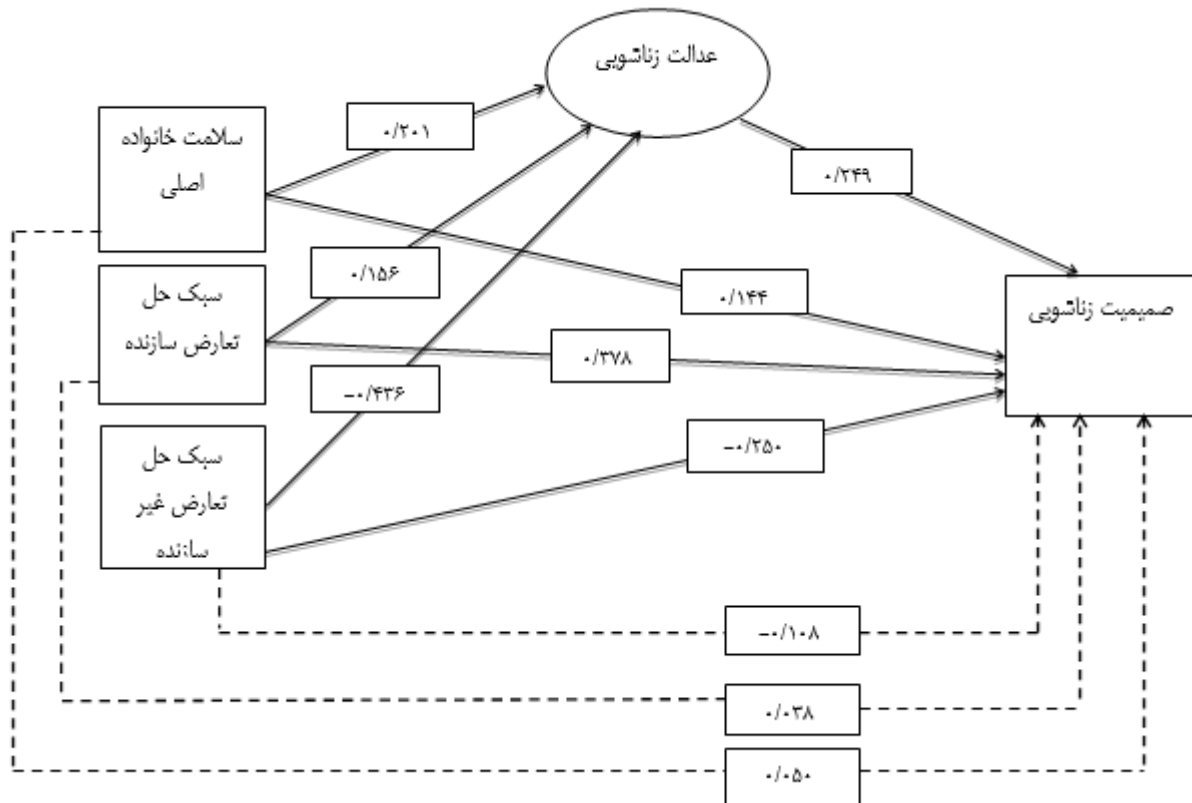 عدالت زناشویی
سلامت خانواده
اصلی
۰/۲۰۱
۰/۲۴۹
سبک حل
تعارض سازنده
۰/۱۵۶
۰/۱۴۴
صمیمیت زناشویی
۰/۳۷۸
-۰/۴۳۶
سبک حل
تعارض غیر
سازنده
-۰/۲۵۰
-۰/۱۰۸
۰/۰۳۸
۰/۰۵۰